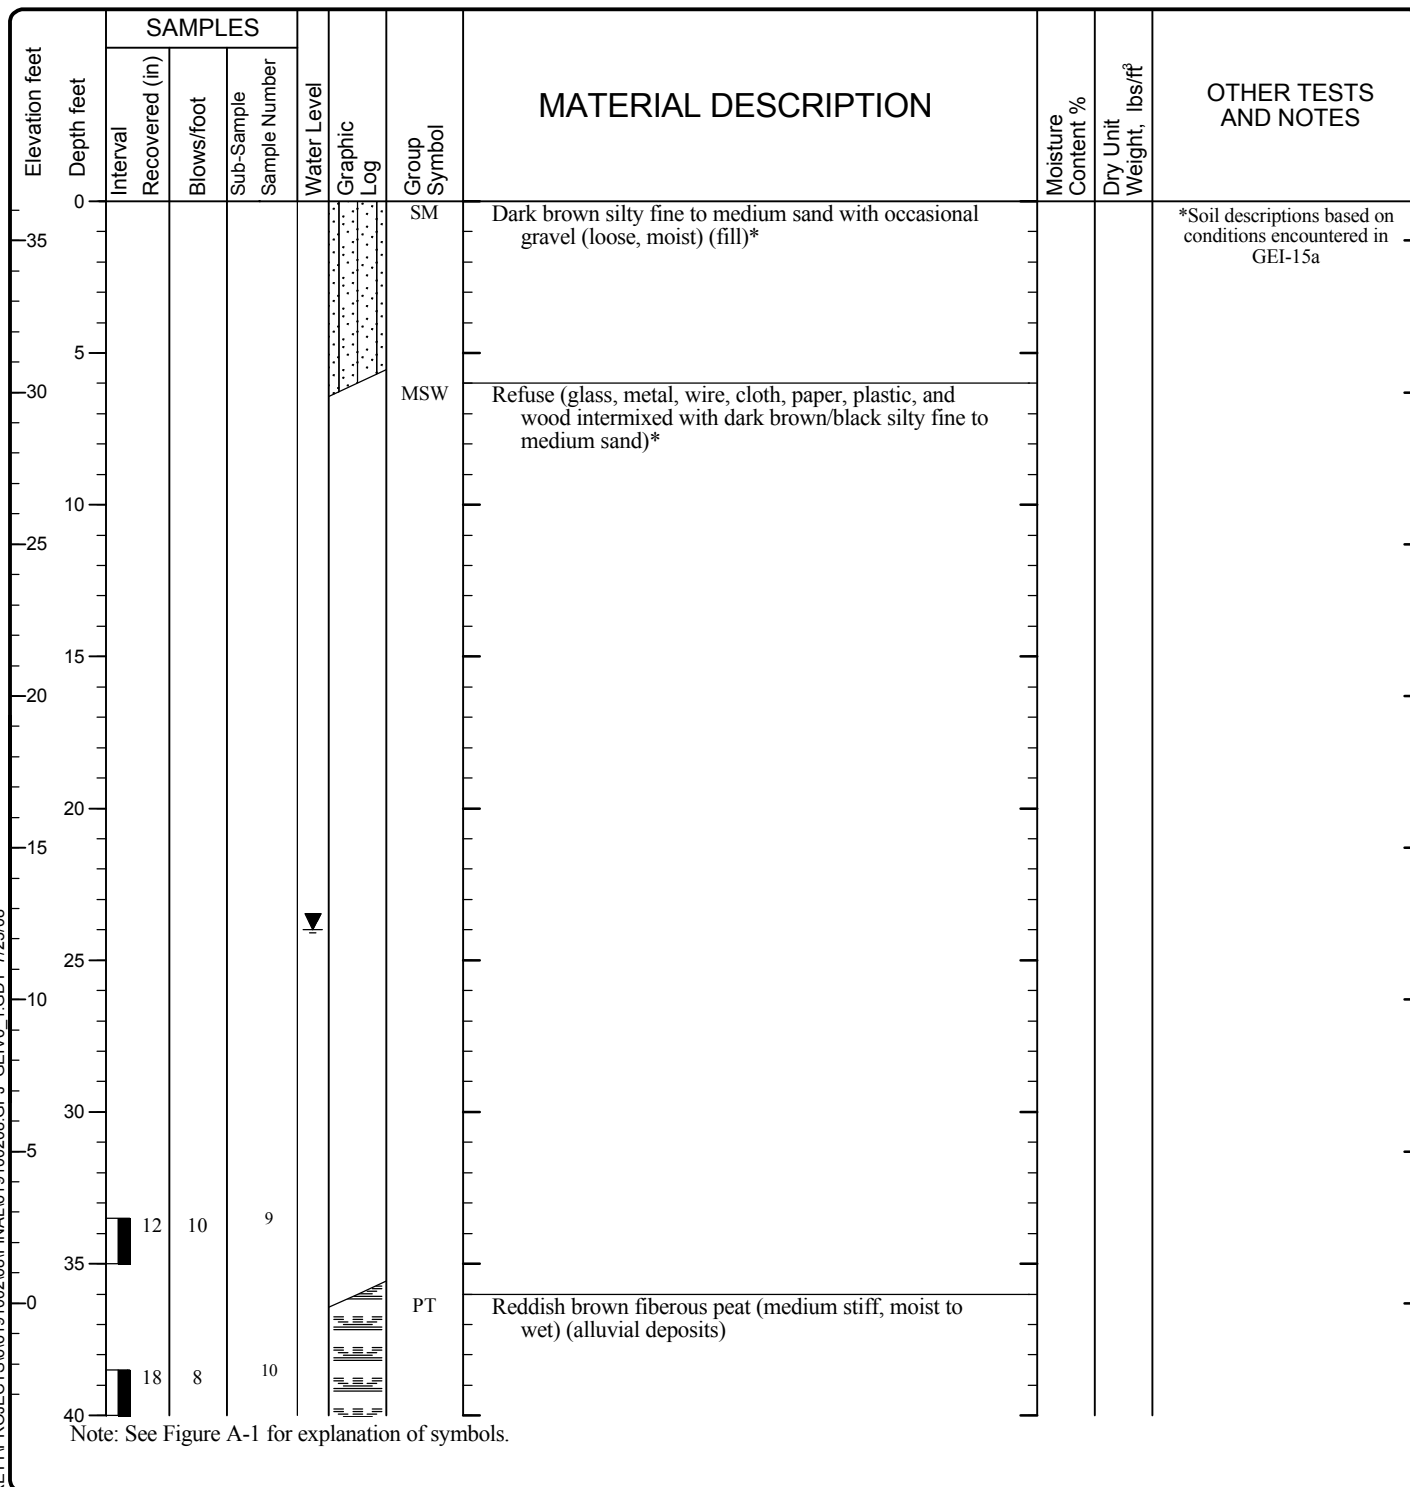 SAMPLES
Elevation feet
Depth feet
Interval
Recovered (in)
Blows/foot
Sub-Sample
Sample Number
Water Level
Graphic
Log
Group
Symbol
MATERIAL DESCRIPTION
Moisture
Content %
Dry Unit
Weight, lbs/ft³
OTHER TESTS
AND NOTES
0
SM
Dark brown silty fine to medium sand with occasional
gravel (loose, moist) (fill)*
*Soil descriptions based on
conditions encountered in
GEI-15a
35
5
30
MSW
Refuse (glass, metal, wire, cloth, paper, plastic, and
wood intermixed with dark brown/black silty fine to
medium sand)*
10
25
15
20
20
15
25
10
30
5
12 10 9
35
0
PT
Reddish brown fiberous peat (medium stiff, moist to
wet) (alluvial deposits)
18 8 10
40
Note: See Figure A-1 for explanation of symbols.